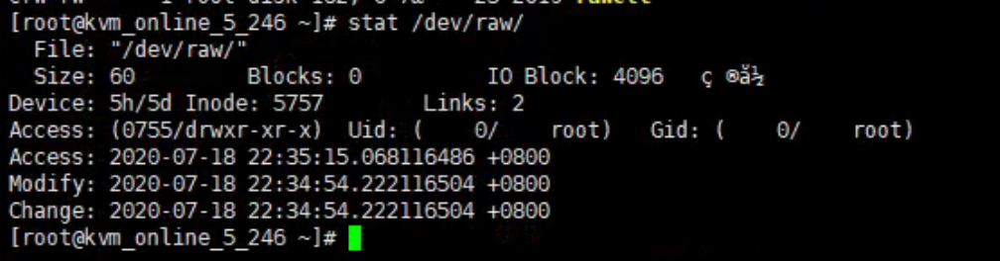 [root@kvm_online_5_246 ~]# stat /dev/raw/
File: "/dev/raw/"
Size: 60 Blocks: 0 IO Block: 4096 ç ®å½
Device: 5h/5d Inode: 5757 Links: 2
Access: (0755/drwxr-xr-x) Uid: ( 0/ root) Gid: ( 0/ root)
Access: 2020-07-18 22:35:15.068116486 +0800
Modify: 2020-07-18 22:34:54.222116504 +0800
Change: 2020-07-18 22:34:54.222116504 +0800
[root@kvm_online_5_246 ~]#